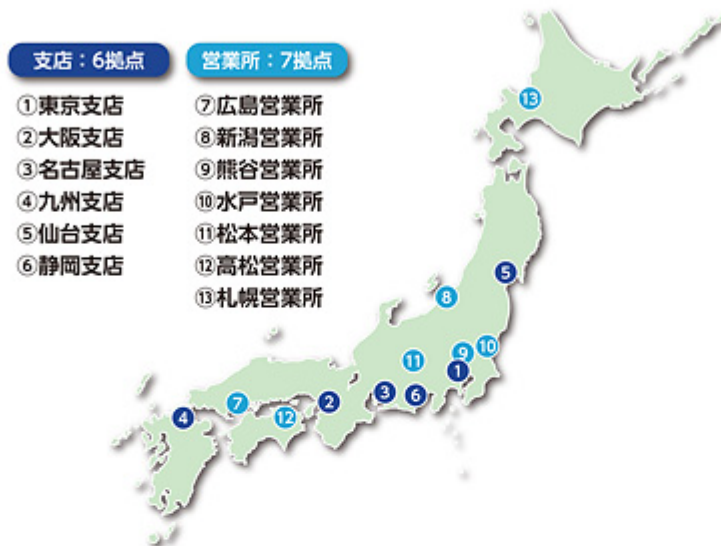 支店：6拠点
①東京支店
②大阪支店
③名古屋支店
④九州支店
⑤仙台支店
⑥静岡支店
営業所：7拠点
⑦広島営業所
⑧新潟営業所
⑨熊谷営業所
⑩水戸営業所
⑪松本営業所
⑫高松営業所
⑬札幌営業所
13
5
8
10
9
11
1
3
6
2
7
12
4